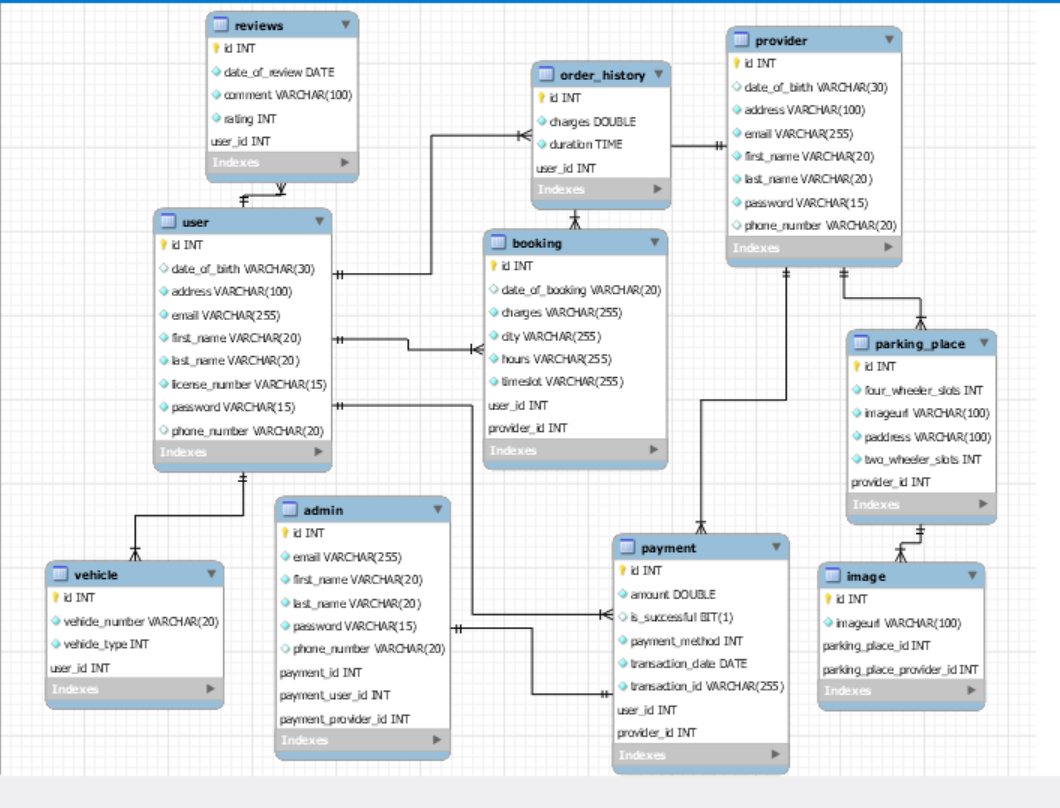 reviews
id INT
date_of_review DATE
comment VARCHAR(100)
rating INT
user_id INT
Indexes
order_history
id INT
charges DOUBLE
duration TIME
user_id INT
Indexes
provider
id INT
date_of_birth VARCHAR(30)
address VARCHAR(100)
email VARCHAR(255)
first_name VARCHAR(20)
last_name VARCHAR(20)
password VARCHAR(15)
phone_number VARCHAR(20)
Indexes
user
id INT
date_of_birth VARCHAR(30)
address VARCHAR(100)
email VARCHAR(255)
first_name VARCHAR(20)
last_name VARCHAR(20)
license_number VARCHAR(15)
password VARCHAR(15)
phone_number VARCHAR(20)
Indexes
booking
id INT
date_of_booking VARCHAR(20)
charges VARCHAR(255)
city VARCHAR(255)
hours VARCHAR(255)
timeslot VARCHAR(255)
user_id INT
provider_id INT
Indexes
parking_place
id INT
four_wheeler_slots INT
imageurl VARCHAR(100)
paddress VARCHAR(100)
two_wheeler_slots INT
provider_id INT
Indexes
vehicle
id INT
vehicle_number VARCHAR(20)
vehicle_type INT
user_id INT
Indexes
admin
id INT
email VARCHAR(255)
first_name VARCHAR(20)
last_name VARCHAR(20)
password VARCHAR(15)
phone_number VARCHAR(20)
payment_id INT
payment_user_id INT
payment_provider_id INT
Indexes
payment
id INT
amount DOUBLE
is_successful BIT(1)
payment_method INT
transaction_date DATE
transaction_id VARCHAR(255)
user_id INT
provider_id INT
Indexes
image
id INT
imageurl VARCHAR(100)
parking_place_id INT
parking_place_provider_id INT
Indexes